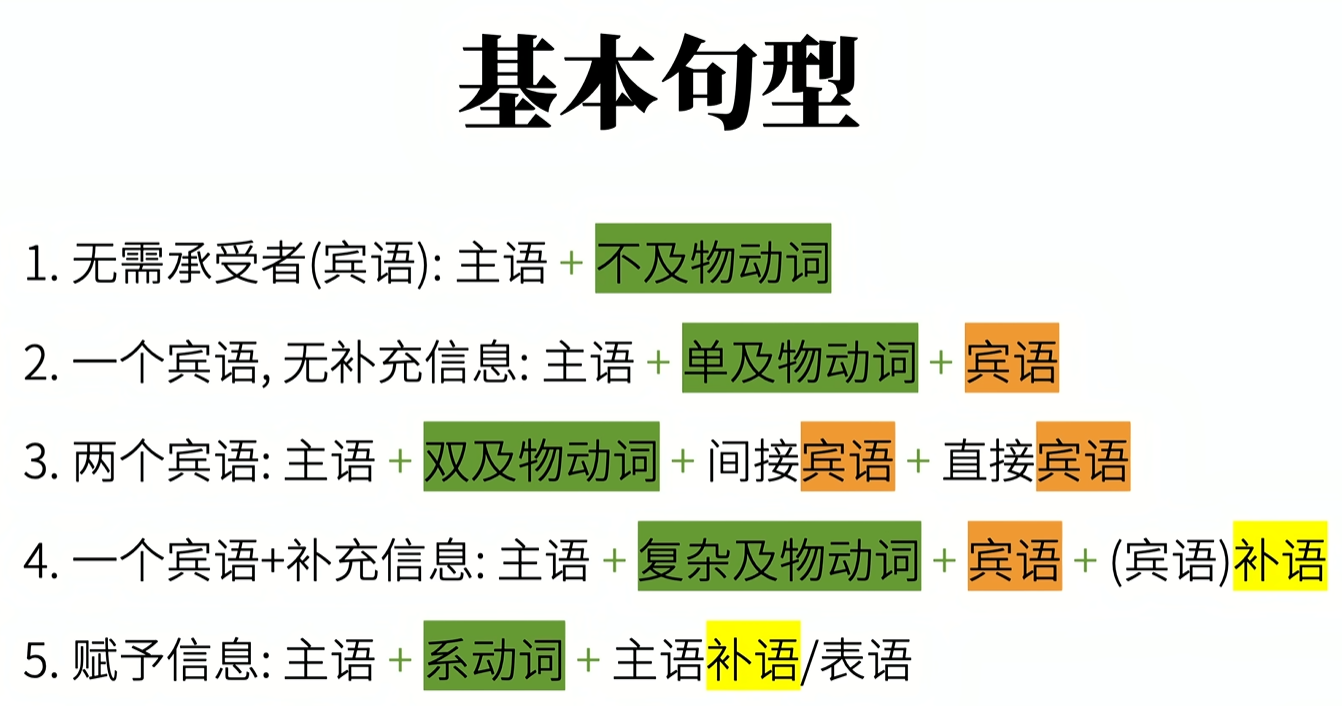 基本句型
1. 无需承受者(宾语): 主语 + 不及物动词
2. 一个宾语, 无补充信息: 主语 + 单及物动词 + 宾语
3. 两个宾语: 主语 + 双及物动词 + 间接宾语 + 直接宾语
4. 一个宾语+补充信息: 主语 + 复杂及物动词 + 宾语 + (宾语)补语
5. 赋予信息: 主语 + 系动词 + 主语补语/表语